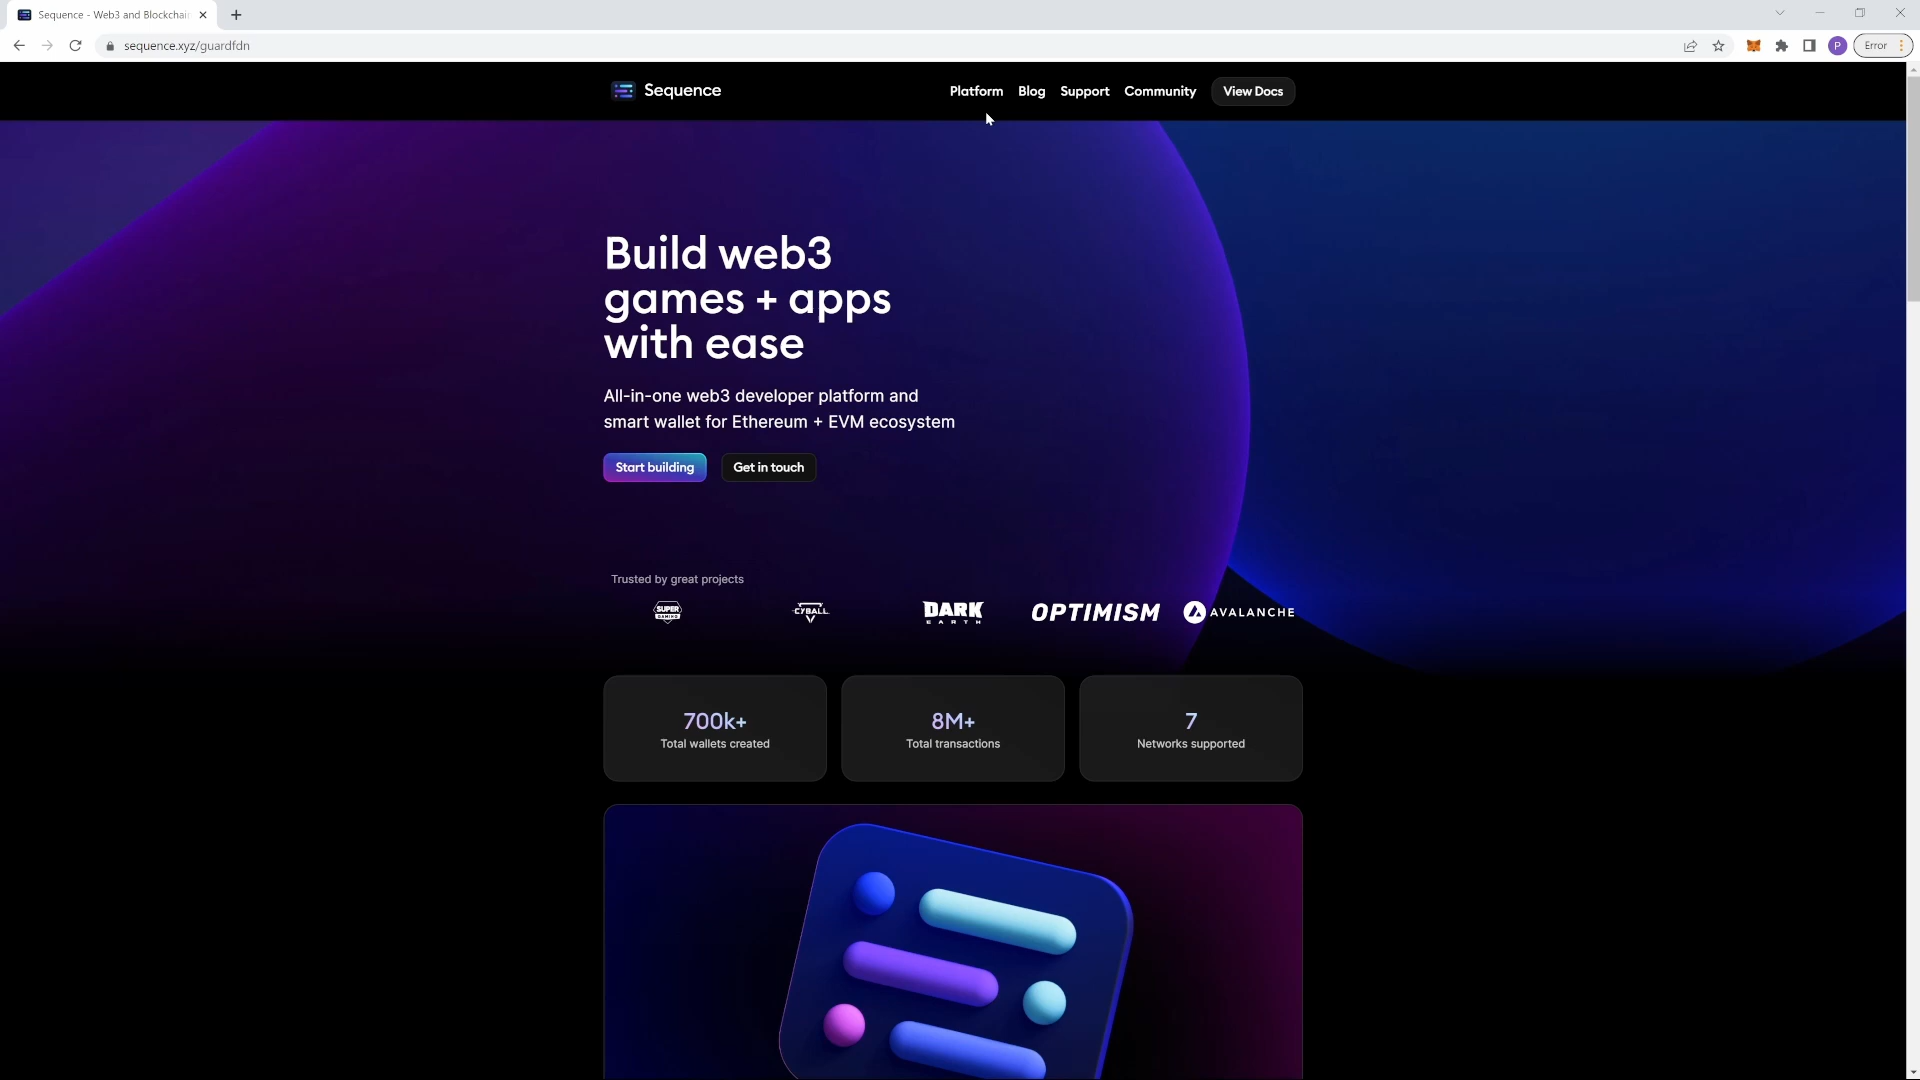 Sequence - Web3 and Blockchain
sequence.xyz/guardfdn
P
Error
Sequence
Platform
Blog
Support
Community
View Docs
Build web3
games + apps
with ease
All-in-one web3 developer platform and
smart wallet for Ethereum + EVM ecosystem
Start building
Get in touch
Trusted by great projects
SUPER
GAMING
CYBALL
DARK
EARTH
OPTIMISM
AVALANCHE
700k+
Total wallets created
8M+
Total transactions
7
Networks supported